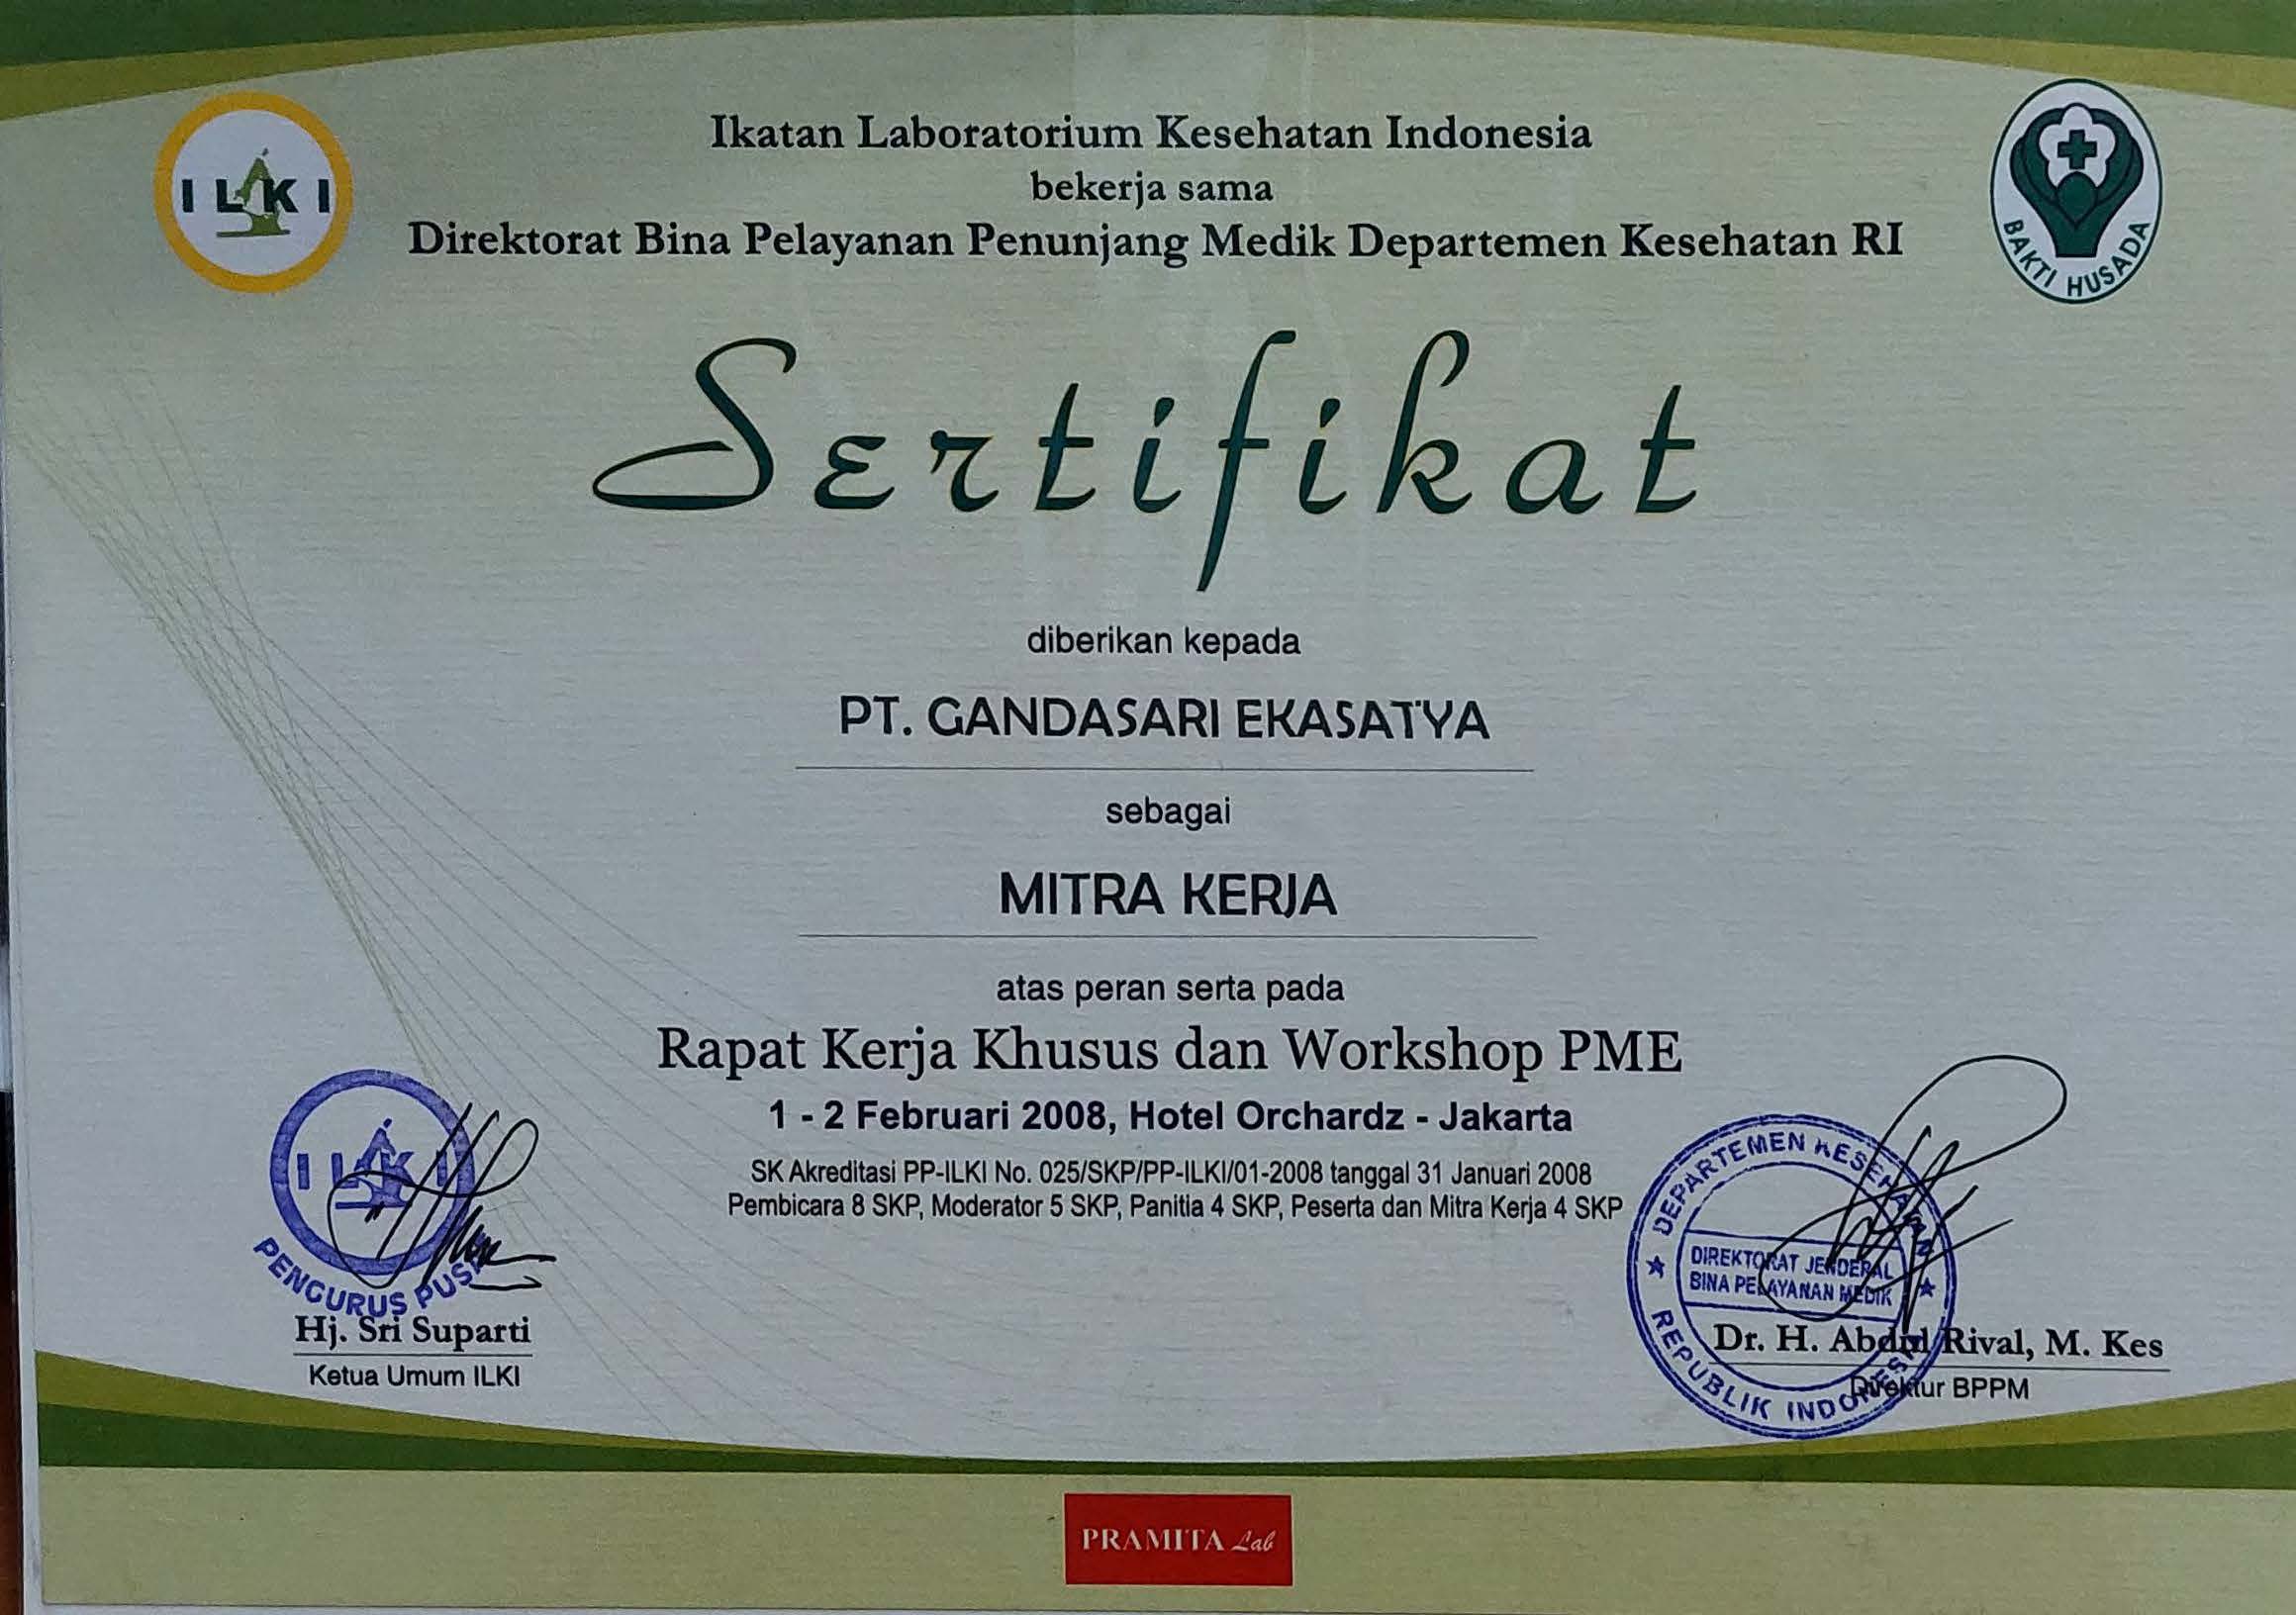 Ikatan Laboratorium Kesehatan Indonesia
bekerja sama
Direktorat Bina Pelayanan Penunjang Medik Departemen Kesehatan RI
ILKI
BAKTI HUSADA
Sertifikat
diberikan kepada
PT. GANDASARI EKASATYA
sebagai
MITRA KERJA
atas peran serta pada
Rapat Kerja Khusus dan Workshop PME
1 - 2 Februari 2008, Hotel Orchardz - Jakarta
SK Akreditasi PP-ILKI No. 025/SKP/PP-ILKI/01-2008 tanggal 31 Januari 2008
Pembicara 8 SKP, Moderator 5 SKP, Panitia 4 SKP, Peserta dan Mitra Kerja 4 SKP
ILKI
PENGURUS PUSAT
Hj. Sri Suparti
Ketua Umum ILKI
DEPARTEMEN KESEHATAN
DIREKTORAT JENDERAL
BINA PELAYANAN MEDIK
REPUBLIK INDONESIA
Dr. H. Abdul Rival, M. Kes
Direktur BPPM
PRAMITA Lab